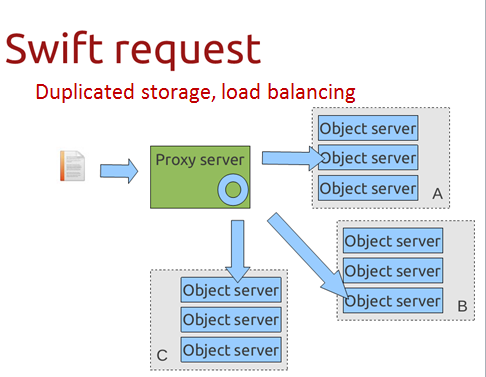 Swift request
Duplicated storage, load balancing
Proxy server
Object server
Object server
Object server
A
Object server
Object server
Object server
B
Object server
Object server
Object server
C